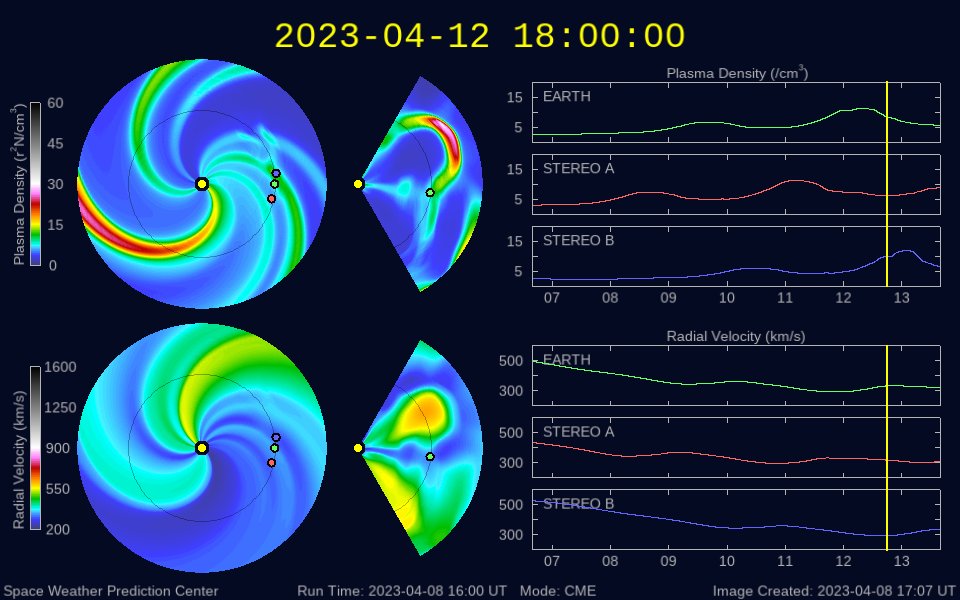 2023-04-12 18:00:00
Plasma Density (r²N/cm³)
60
45
30
15
0
Plasma Density (/cm³)
EARTH
15
5
STEREO A
15
5
STEREO B
15
5
07 08 09 10 11 12 13
Radial Velocity (km/s)
1600
1250
900
550
200
Radial Velocity (km/s)
EARTH
500
300
STEREO A
500
300
STEREO B
500
300
07 08 09 10 11 12 13
Space Weather Prediction Center Run Time: 2023-04-08 16:00 UT Mode: CME Image Created: 2023-04-08 17:07 UT